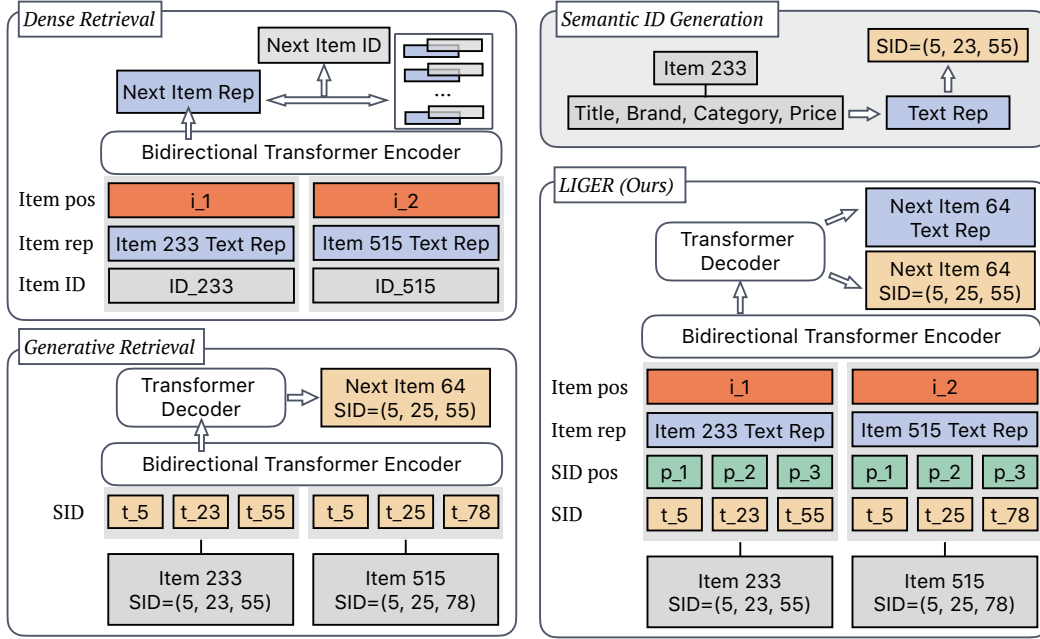 Dense Retrieval
Next Item ID
Next Item Rep
...
Bidirectional Transformer Encoder
Item pos
i_1
i_2
Item rep
Item 233 Text Rep
Item 515 Text Rep
Item ID
ID_233
ID_515
Generative Retrieval
Transformer
Decoder
Next Item 64
SID=(5, 25, 55)
Bidirectional Transformer Encoder
SID
t_5
t_23
t_55
t_5
t_25
t_78
Item 233
SID=(5, 23, 55)
Item 515
SID=(5, 25, 78)
Semantic ID Generation
SID=(5, 23, 55)
Item 233
Title, Brand, Category, Price
Text Rep
LIGER (Ours)
Next Item 64
Text Rep
Transformer
Decoder
Next Item 64
SID=(5, 25, 55)
Bidirectional Transformer Encoder
Item pos
i_1
i_2
Item rep
Item 233 Text Rep
Item 515 Text Rep
SID pos
p_1
p_2
p_3
p_1
p_2
p_3
SID
t_5
t_23
t_55
t_5
t_25
t_78
Item 233
SID=(5, 23, 55)
Item 515
SID=(5, 25, 78)